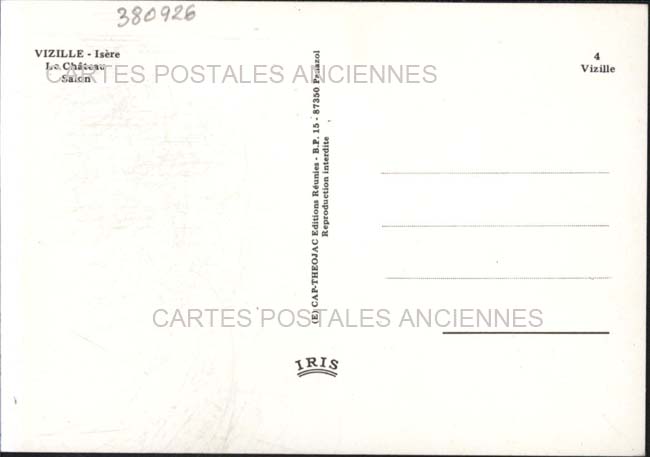 380926
VIZILLE - Isère
Le Château
Salon
4
Vizille
CARTES POSTALES ANCIENNES
(E) CAP-THEOJAC Editions Réunies - B.P. 15 - 87350 Panazol
Reproduction interdite
CARTES POSTALES ANCIENNES
IRIS